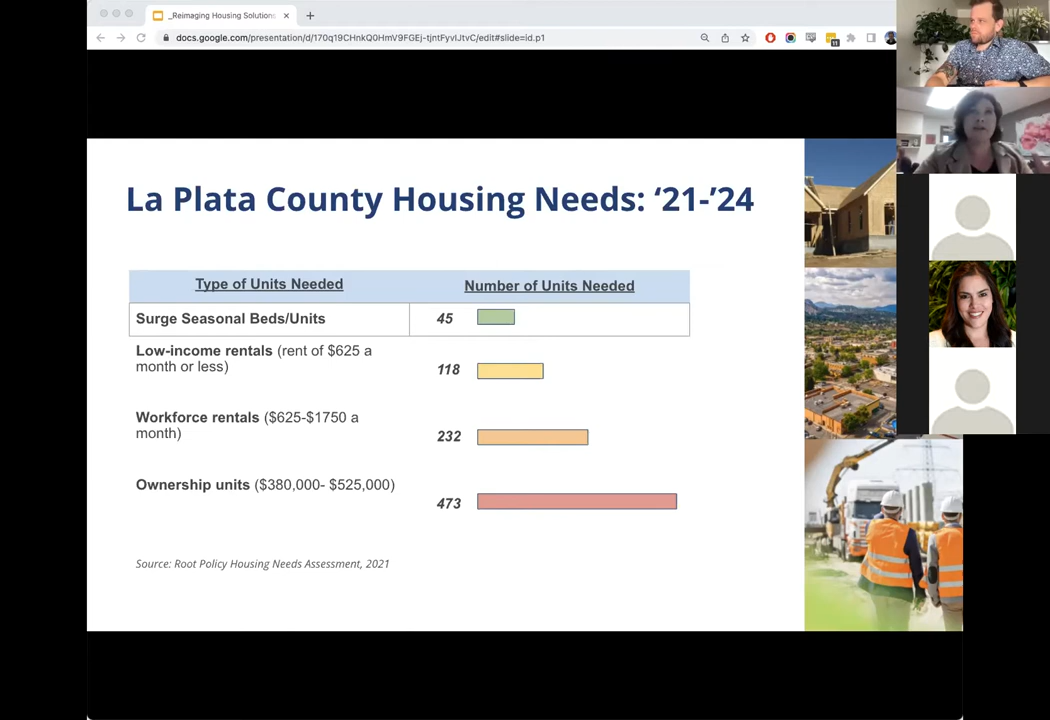 _Reimaging Housing Solutions
docs.google.com/presentation/d/170q19CHnkQ0HmV9FGEj-tjntFyvIJtvC/edit#slide=id.p1
11
La Plata County Housing Needs: ‘21-’24
Type of Units Needed
Number of Units Needed
Surge Seasonal Beds/Units
45
Low-income rentals (rent of $625 a
month or less)
118
Workforce rentals ($625-$1750 a
month)
232
Ownership units ($380,000- $525,000)
473
Source: Root Policy Housing Needs Assessment, 2021